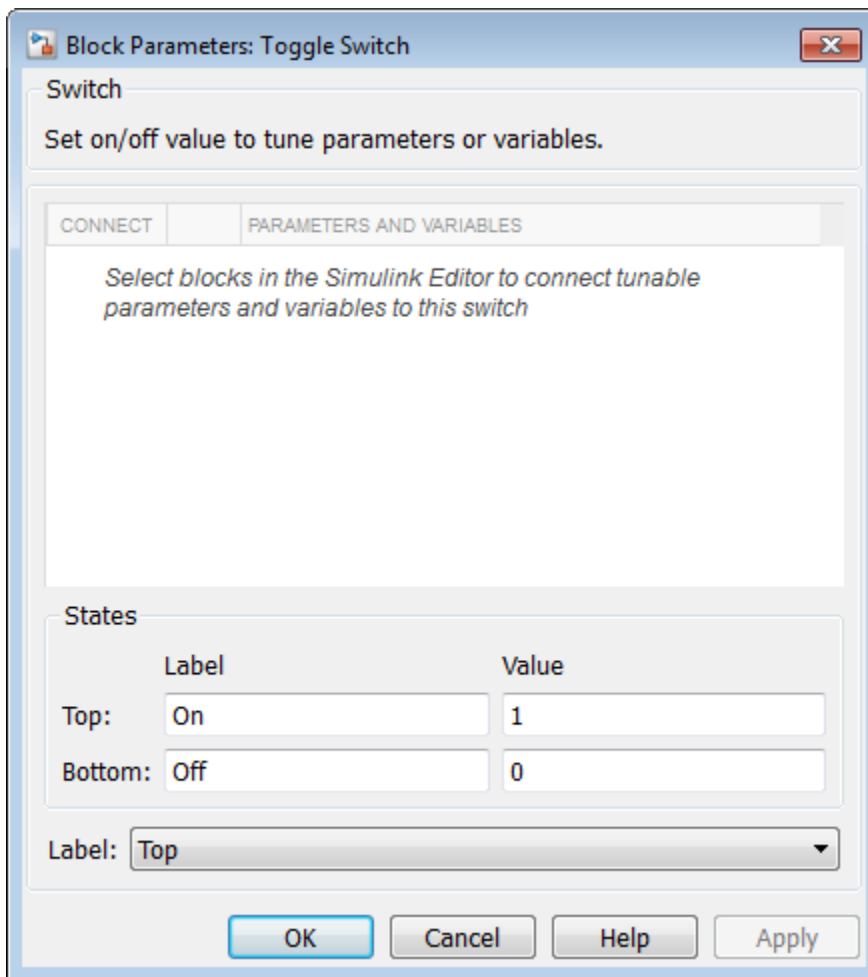 Block Parameters: Toggle Switch
Switch
Set on/off value to tune parameters or variables.
CONNECT PARAMETERS AND VARIABLES
Select blocks in the Simulink Editor to connect tunable
parameters and variables to this switch
States
Label Value
Top: On 1
Bottom: Off 0
Label: Top
OK Cancel Help Apply